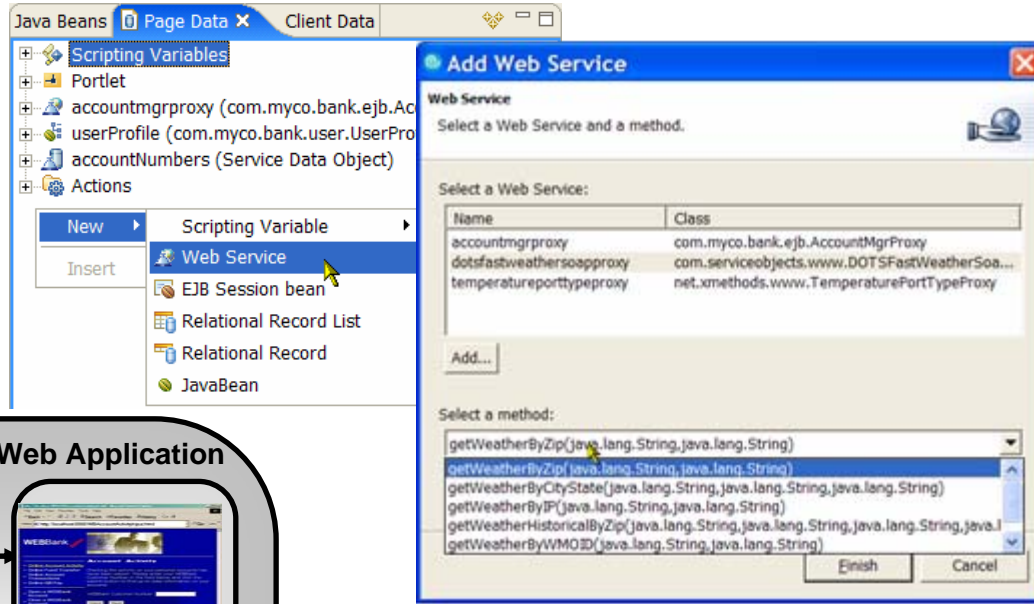 Java Beans
Page Data
Client Data
Scripting Variables
Portlet
accountmgrproxy (com.myco.bank.ejb.Ac
userProfile (com.myco.bank.user.UserPro
accountNumbers (Service Data Object)
Actions
New
Insert
Scripting Variable
Web Service
EJB Session bean
Relational Record List
Relational Record
JavaBean
Add Web Service
Web Service
Select a Web Service and a method.
Select a Web Service:
Name Class
accountmgrproxy com.myco.bank.ejb.AccountMgrProxy
dotsfastweathersoapproxy com.serviceobjects.www.DOTSFastWeatherSoa...
temperatureporttypeproxy net.xmethods.www.TemperaturePortTypeProxy
Add...
Select a method:
getWeatherByZip(java.lang.String,java.lang.String)
getWeatherByZip(java.lang.String,java.lang.String)
getWeatherByCityState(java.lang.String,java.lang.String,java.lang.String)
getWeatherByIP(java.lang.String,java.lang.String)
getWeatherHistoricalByZip(java.lang.String,java.lang.String,java.lang.String,java.l
getWeatherByWMOID(java.lang.String,java.lang.String)
Finish
Cancel
Web Application
WEBBank
Account Activity